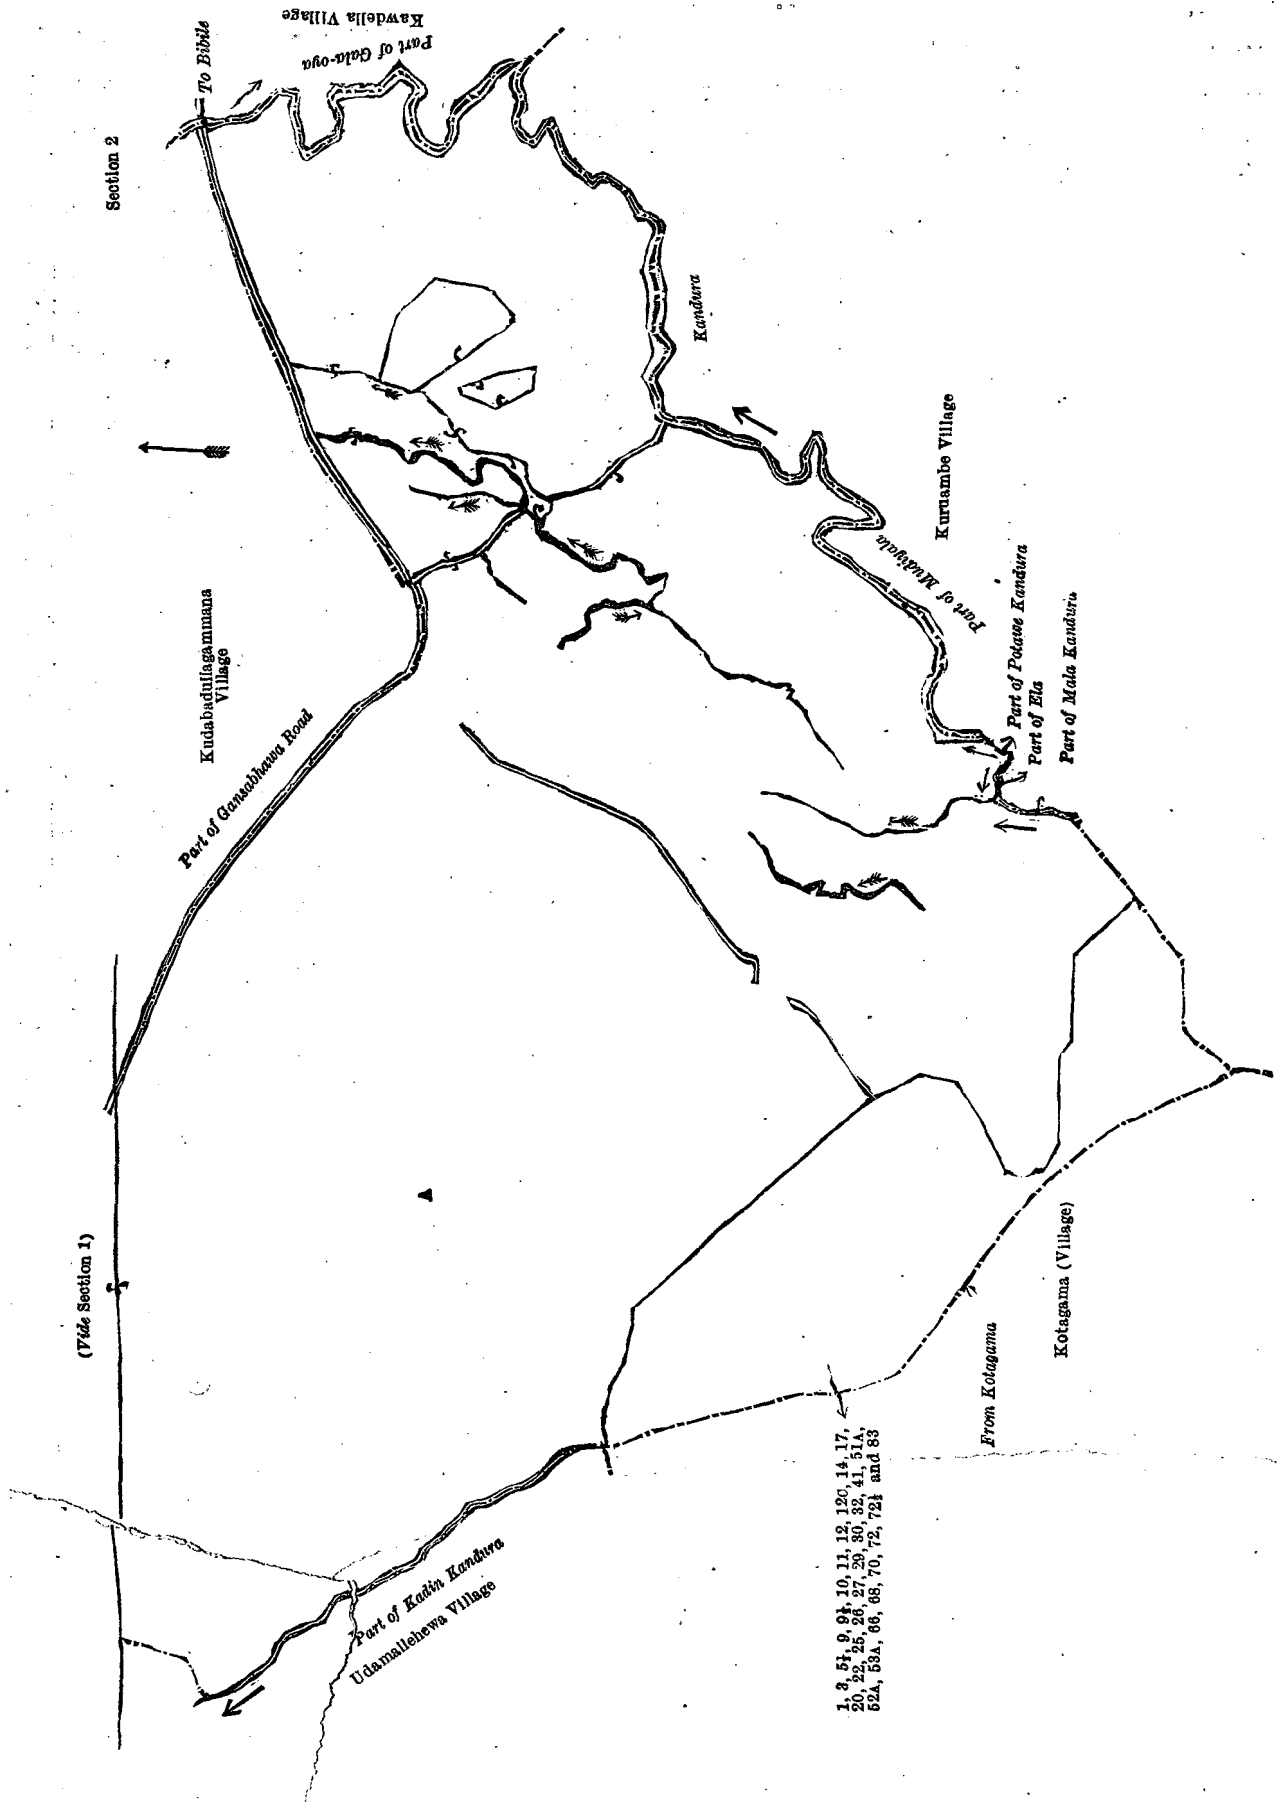 Section 2
To Bibile
Kawdella Village
Part of Gala-oya
Kandura
Kudabadullagammana
Village
Part of Gansabhawa Road
Kuruambe Village
Part of Mudiyala
Part of Potawe Kandura
Part of Ela
Part of Mala Kandura
(Vide Section 1)
Kotagama (Village)
From Kotagama
Part of Kadin Kandura
Udamallehewa Village
1, 3, 5½, 9, 9½, 10, 11, 12, 12C, 14, 17,
20, 22, 25, 26, 27, 29, 30, 32, 41, 51A,
52A, 53A, 66, 68, 70, 72, 72½ and 83